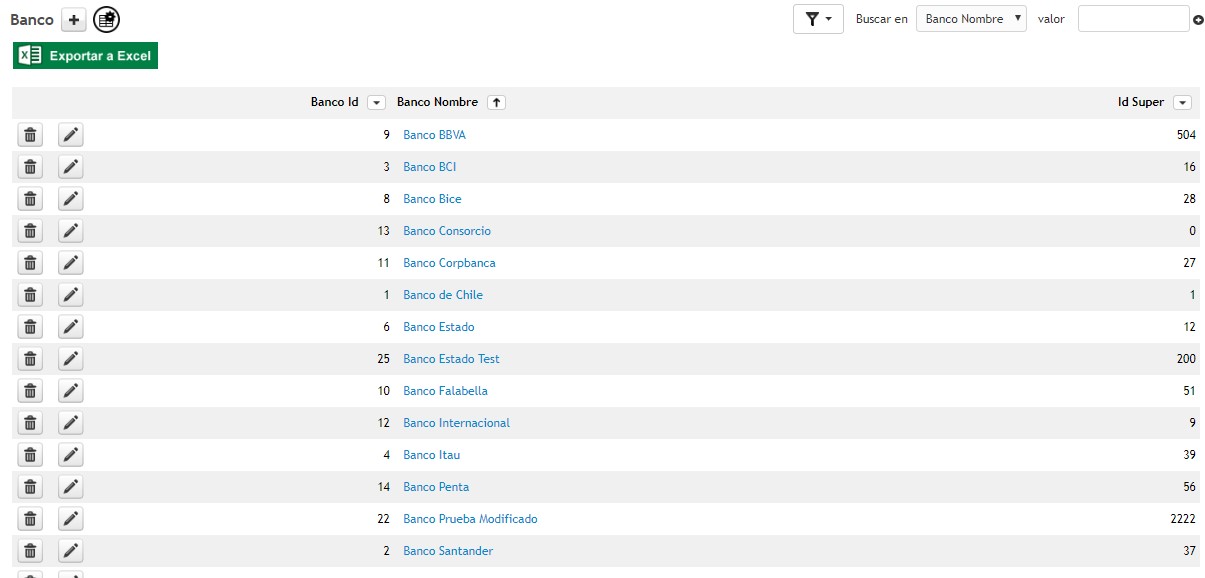 Banco Buscar en Banco Nombre valor
Exportar a Excel
Banco Id Banco Nombre Id Super
9 Banco BBVA 504
3 Banco BCI 16
8 Banco Bice 28
13 Banco Consorcio 0
11 Banco Corpbanca 27
1 Banco de Chile 1
6 Banco Estado 12
25 Banco Estado Test 200
10 Banco Falabella 51
12 Banco Internacional 9
4 Banco Itau 39
14 Banco Penta 56
22 Banco Prueba Modificado 2222
2 Banco Santander 37